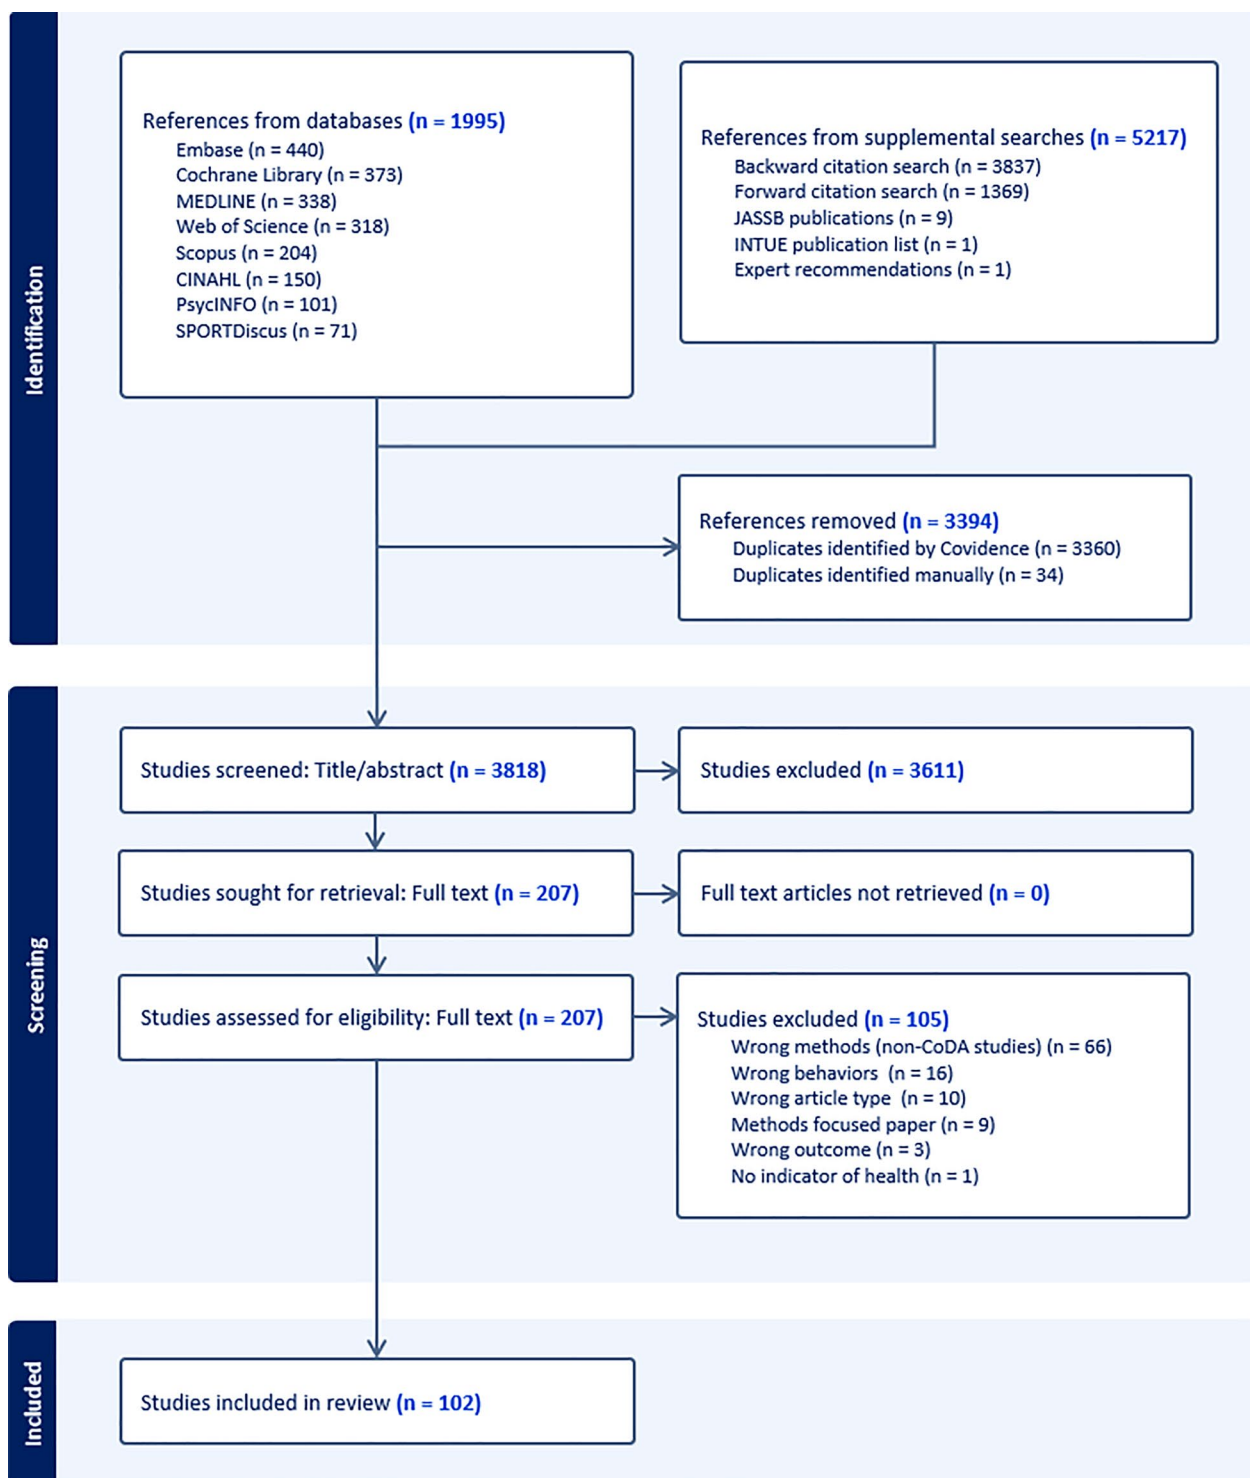 Identification
References from databases (n = 1995)
Embase (n = 440)
Cochrane Library (n = 373)
MEDLINE (n = 338)
Web of Science (n = 318)
Scopus (n = 204)
CINAHL (n = 150)
PsycINFO (n = 101)
SPORTDiscus (n = 71)
References from supplemental searches (n = 5217)
Backward citation search (n = 3837)
Forward citation search (n = 1369)
JASSB publications (n = 9)
INTUE publication list (n = 1)
Expert recommendations (n = 1)
References removed (n = 3394)
Duplicates identified by Covidence (n = 3360)
Duplicates identified manually (n = 34)
Screening
Studies screened: Title/abstract (n = 3818)
Studies excluded (n = 3611)
Studies sought for retrieval: Full text (n = 207)
Full text articles not retrieved (n = 0)
Studies assessed for eligibility: Full text (n = 207)
Studies excluded (n = 105)
Wrong methods (non-CoDA studies) (n = 66)
Wrong behaviors (n = 16)
Wrong article type (n = 10)
Methods focused paper (n = 9)
Wrong outcome (n = 3)
No indicator of health (n = 1)
Included
Studies included in review (n = 102)